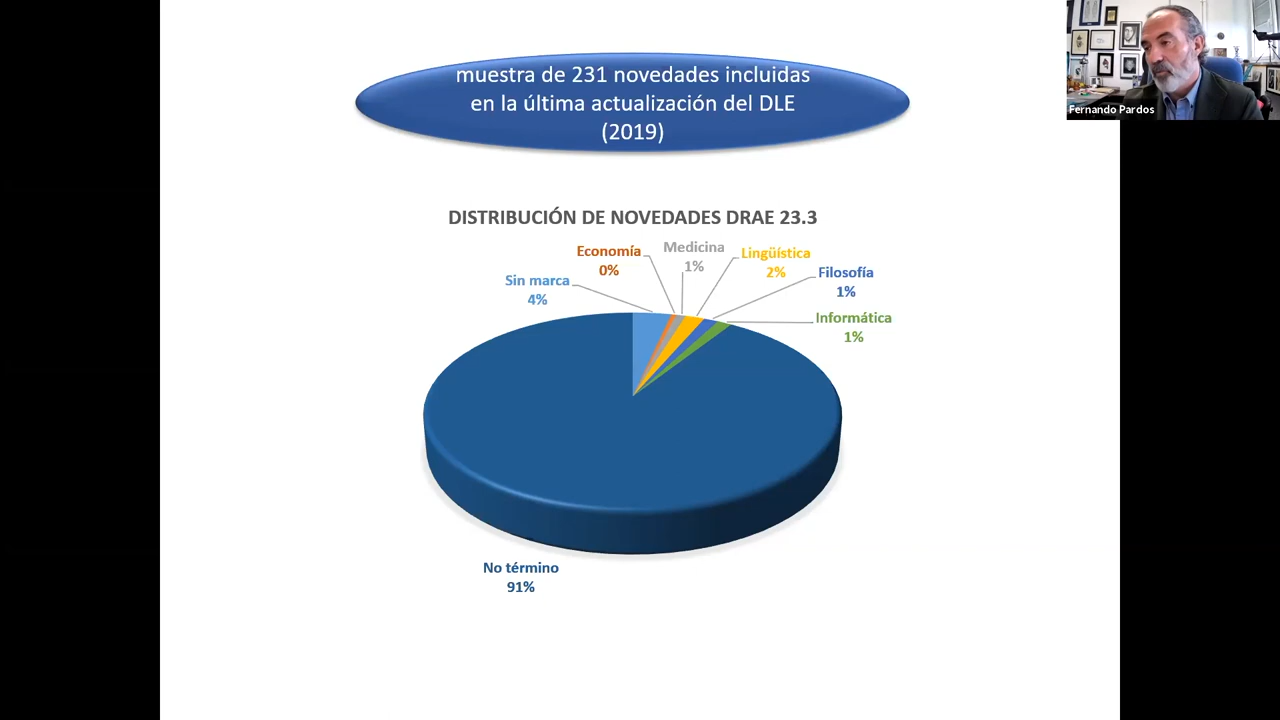 muestra de 231 novedades incluidas
en la última actualización del DLE
(2019)
Fernando Pardos
DISTRIBUCIÓN DE NOVEDADES DRAE 23.3
Sin marca
4%
Economía
0%
Medicina
1%
Lingüística
2%
Filosofía
1%
Informática
1%
No término
91%